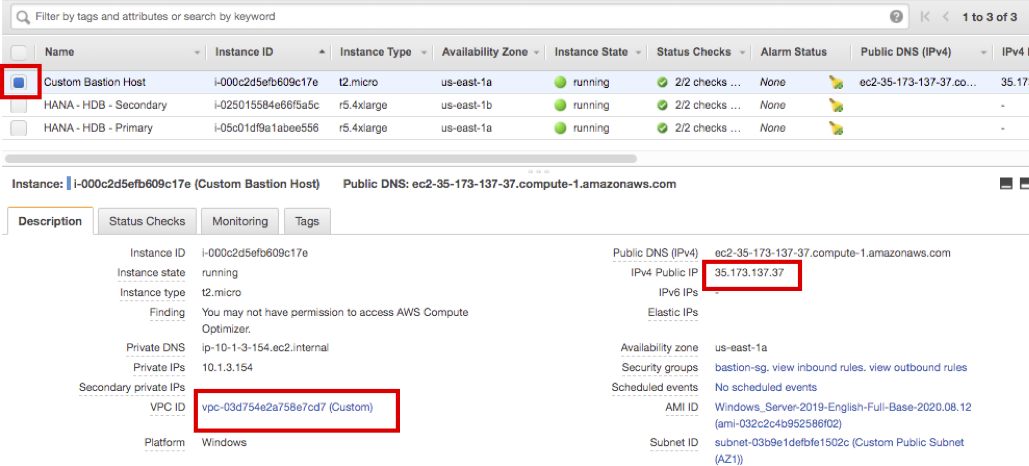 Filter by tags and attributes or search by keyword
1 to 3 of 3
Name Instance ID Instance Type Availability Zone Instance State Status Checks Alarm Status Public DNS (IPv4) IPv4
Custom Bastion Host i-000c2d5efb609c17e t2.micro us-east-1a running 2/2 checks ... None ec2-35-173-137-37.co... 35.17
HANA - HDB - Secondary i-025015584e66f5a5c r5.4xlarge us-east-1b running 2/2 checks ... None -
HANA - HDB - Primary i-05c01df9a1abee556 r5.4xlarge us-east-1a running 2/2 checks ... None -
Instance: i-000c2d5efb609c17e (Custom Bastion Host) Public DNS: ec2-35-173-137-37.compute-1.amazonaws.com
Description Status Checks Monitoring Tags
Instance ID i-000c2d5efb609c17e Public DNS (IPv4) ec2-35-173-137-37.compute-1.amazonaws.com
Instance state running IPv4 Public IP 35.173.137.37
Instance type t2.micro IPv6 IPs -
Finding You may not have permission to access AWS Compute Elastic IPs
Optimizer.
Private DNS ip-10-1-3-154.ec2.internal Availability zone us-east-1a
Private IPs 10.1.3.154 Security groups bastion-sg. view inbound rules. view outbound rules
Secondary private IPs Scheduled events No scheduled events
VPC ID vpc-03d754e2a758e7cd7 (Custom) AMI ID Windows_Server-2019-English-Full-Base-2020.08.12
(ami-032c2c4b952586f02)
Platform Windows Subnet ID subnet-03b9e1defbfe1502c (Custom Public Subnet
(AZ1))